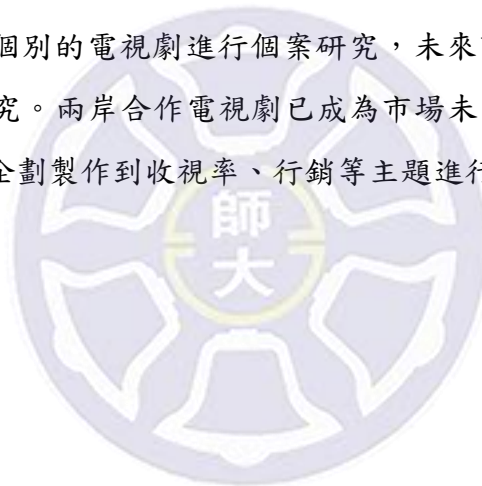 個別的電視劇進行個案研究，未來
究。兩岸合作電視劇已成為市場未
企劃製作到收視率、行銷等主題進行
師
大